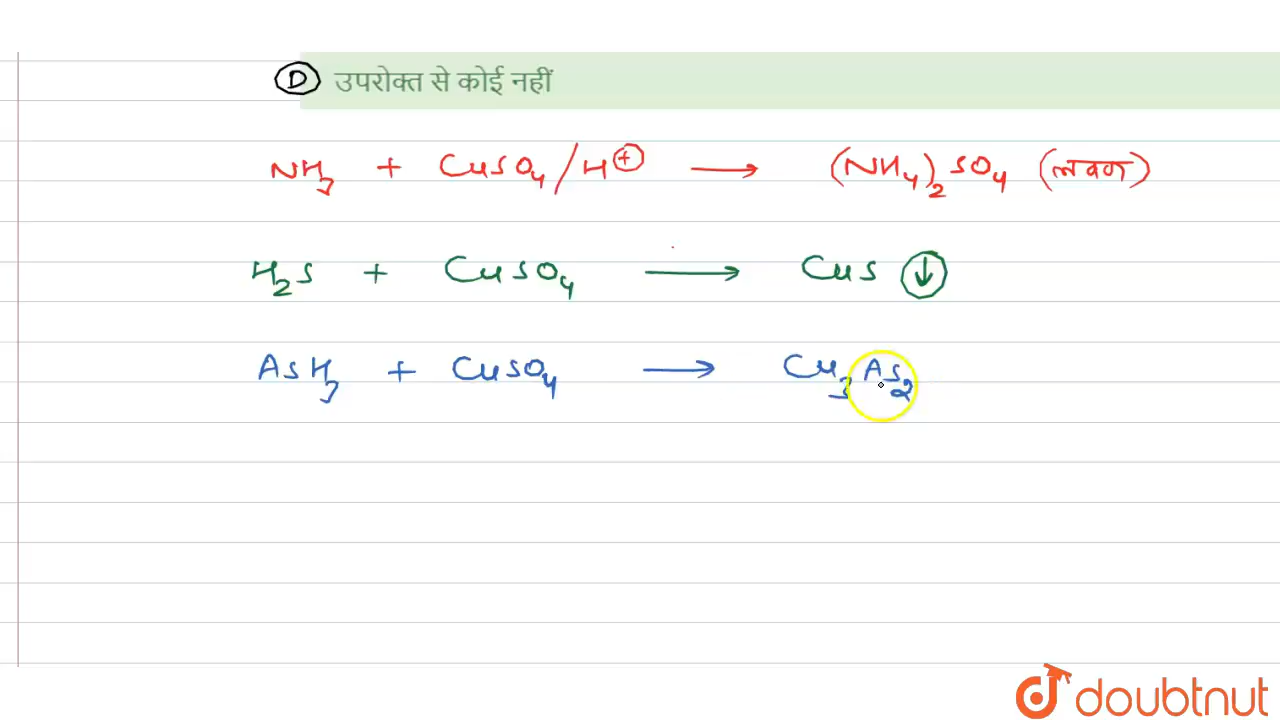 D उपरोक्त से कोई नहीं
NH₃ + CuSO₄/H⊕ ⟶ (NH₄)₂SO₄ (लवण)
H₂S + CuSO₄ ⟶ CuS ↓
AsH₃ + CuSO₄ ⟶ Cu₃As₂
doubtnut